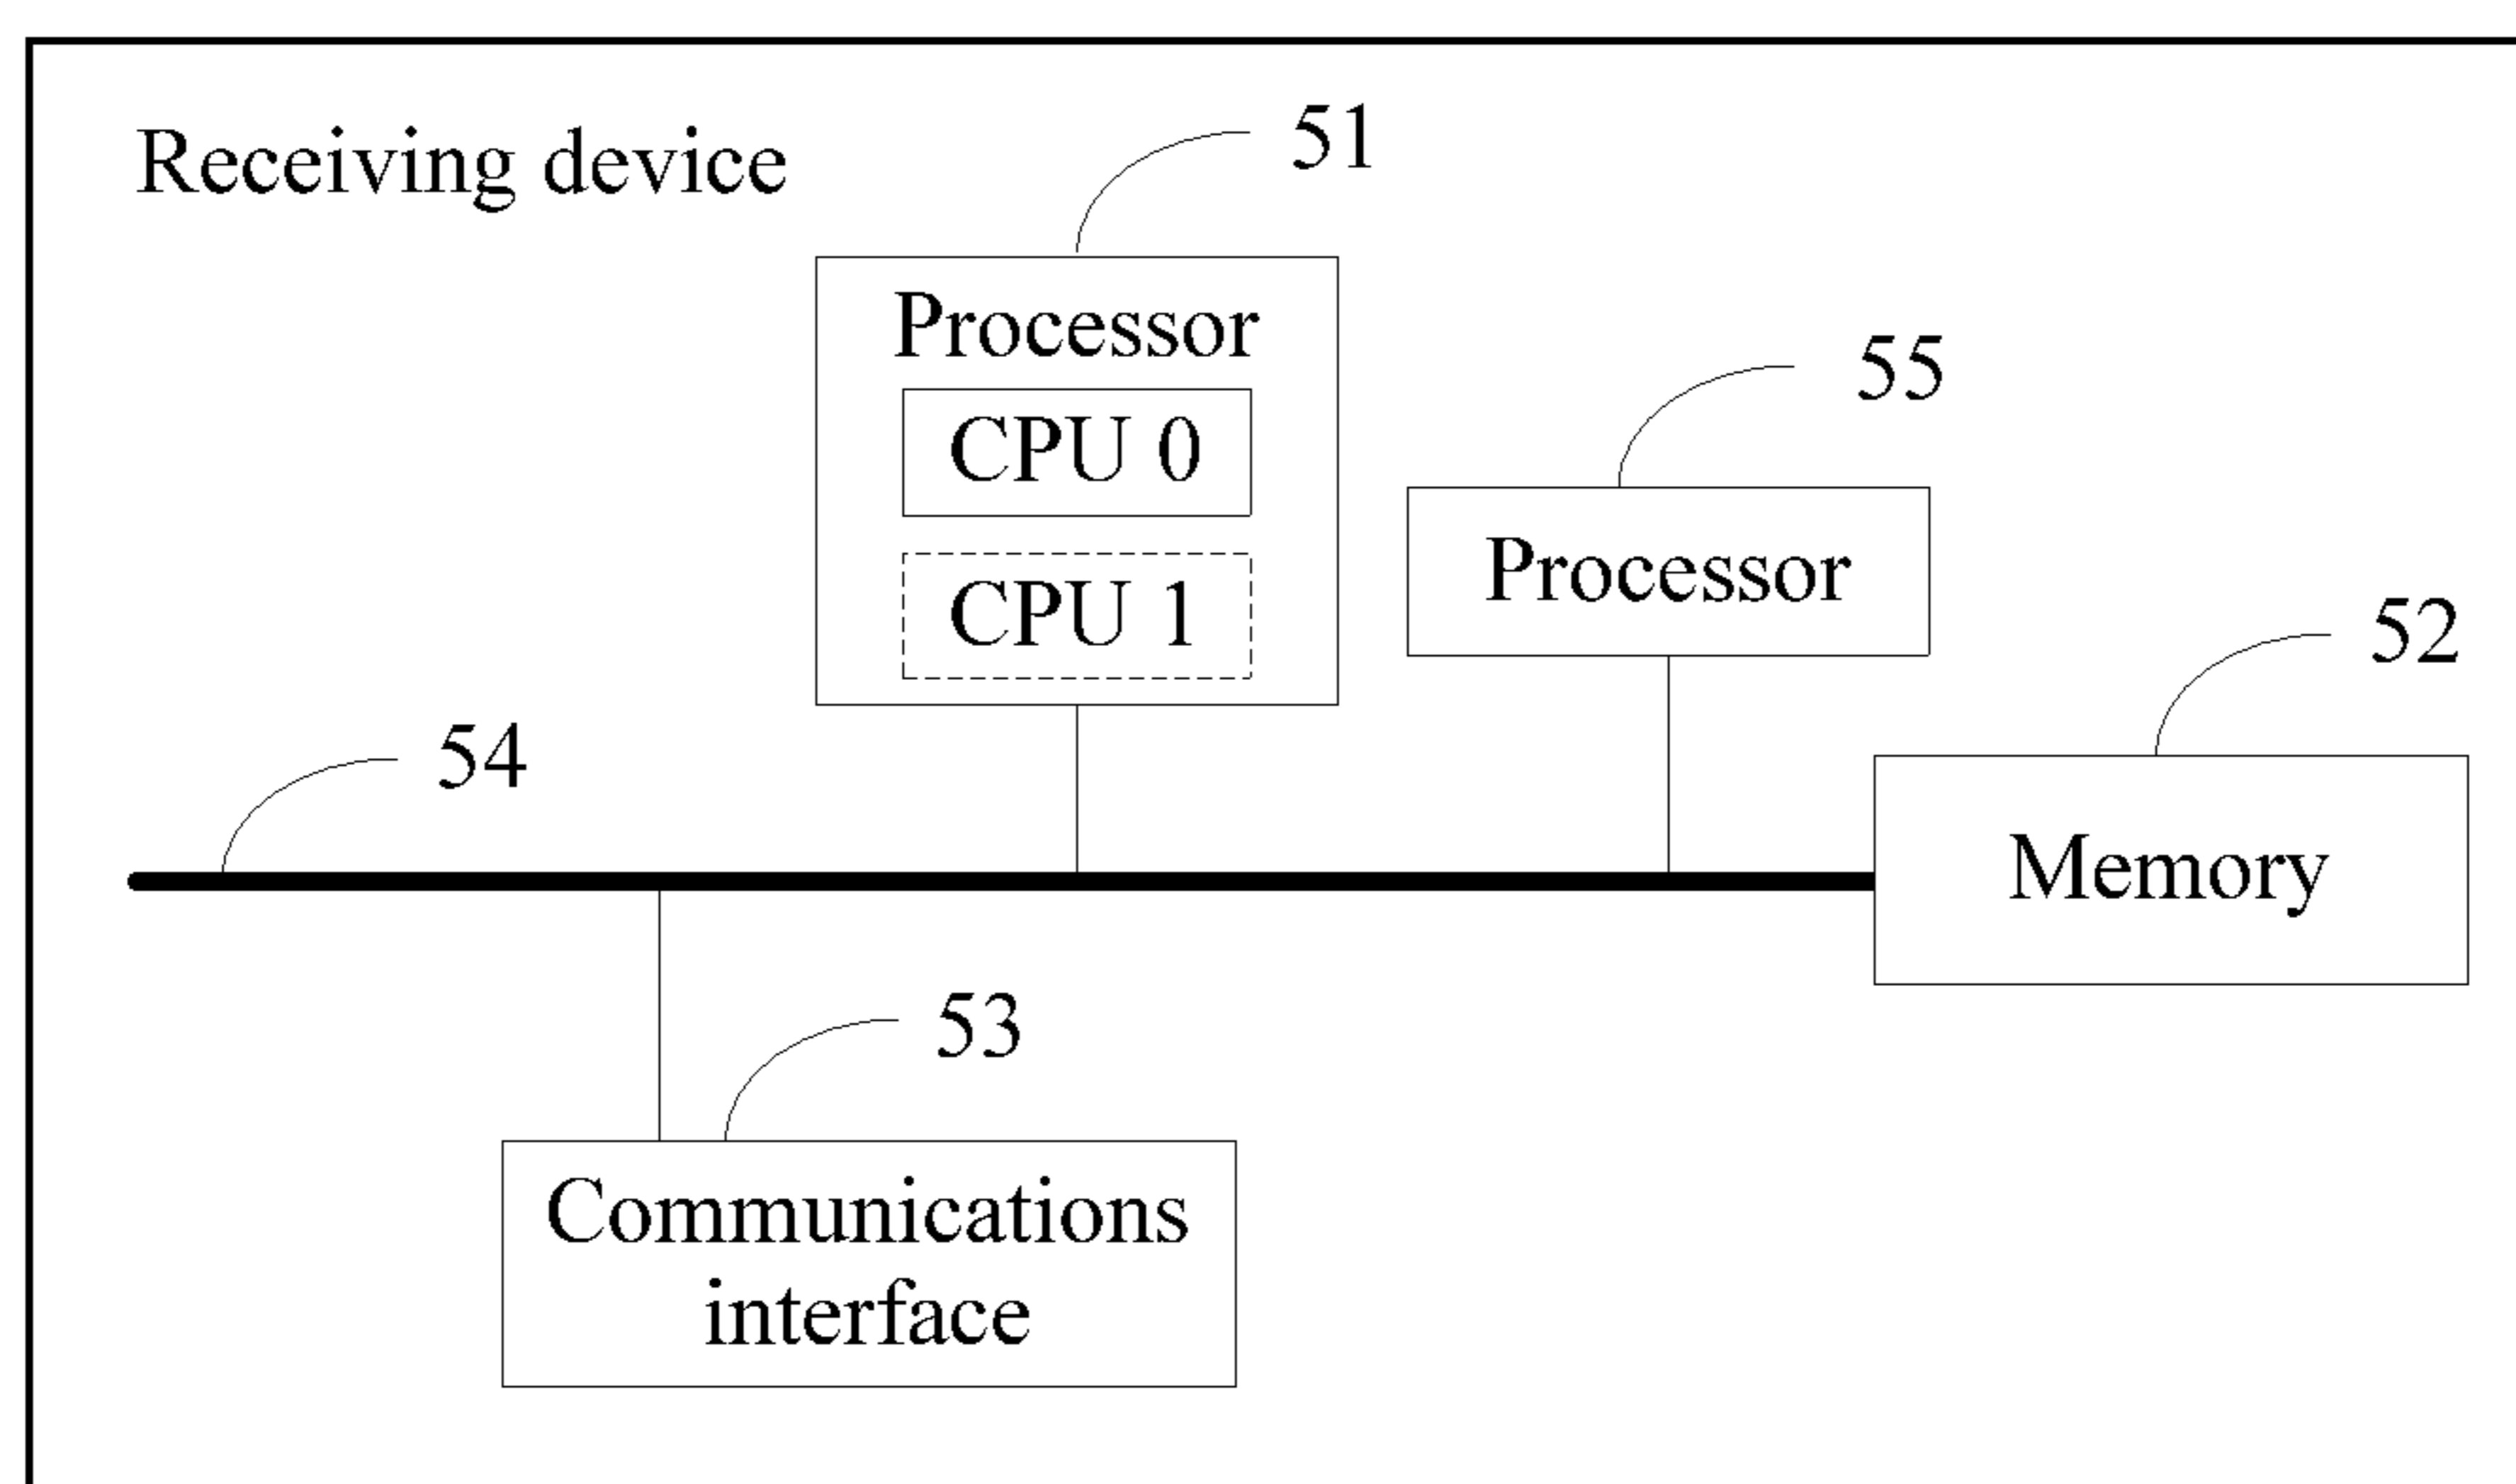 Receiving device
51
Processor
CPU 0
CPU 1
55
Processor
52
Memory
54
53
Communications
interface